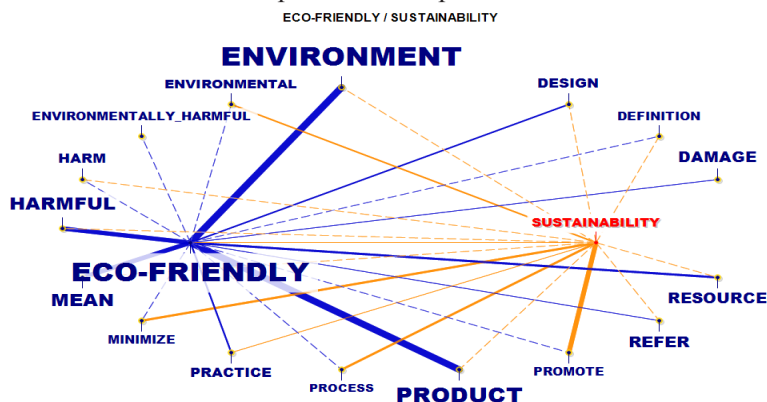 ECO-FRIENDLY / SUSTAINABILITY
ENVIRONMENT
ENVIRONMENTAL
DESIGN
ENVIRONMENTALLY_HARMFUL
DEFINITION
HARM
DAMAGE
HARMFUL
SUSTAINABILITY
ECO-FRIENDLY
MEAN
RESOURCE
MINIMIZE
REFER
PRACTICE
PROMOTE
PROCESS
PRODUCT